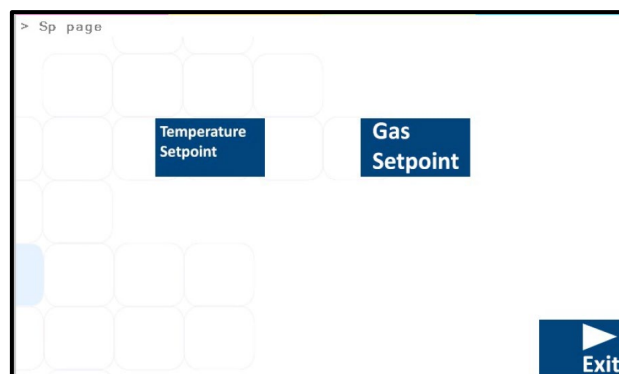 > Sp page
Temperature
Setpoint
Gas
Setpoint
Exit